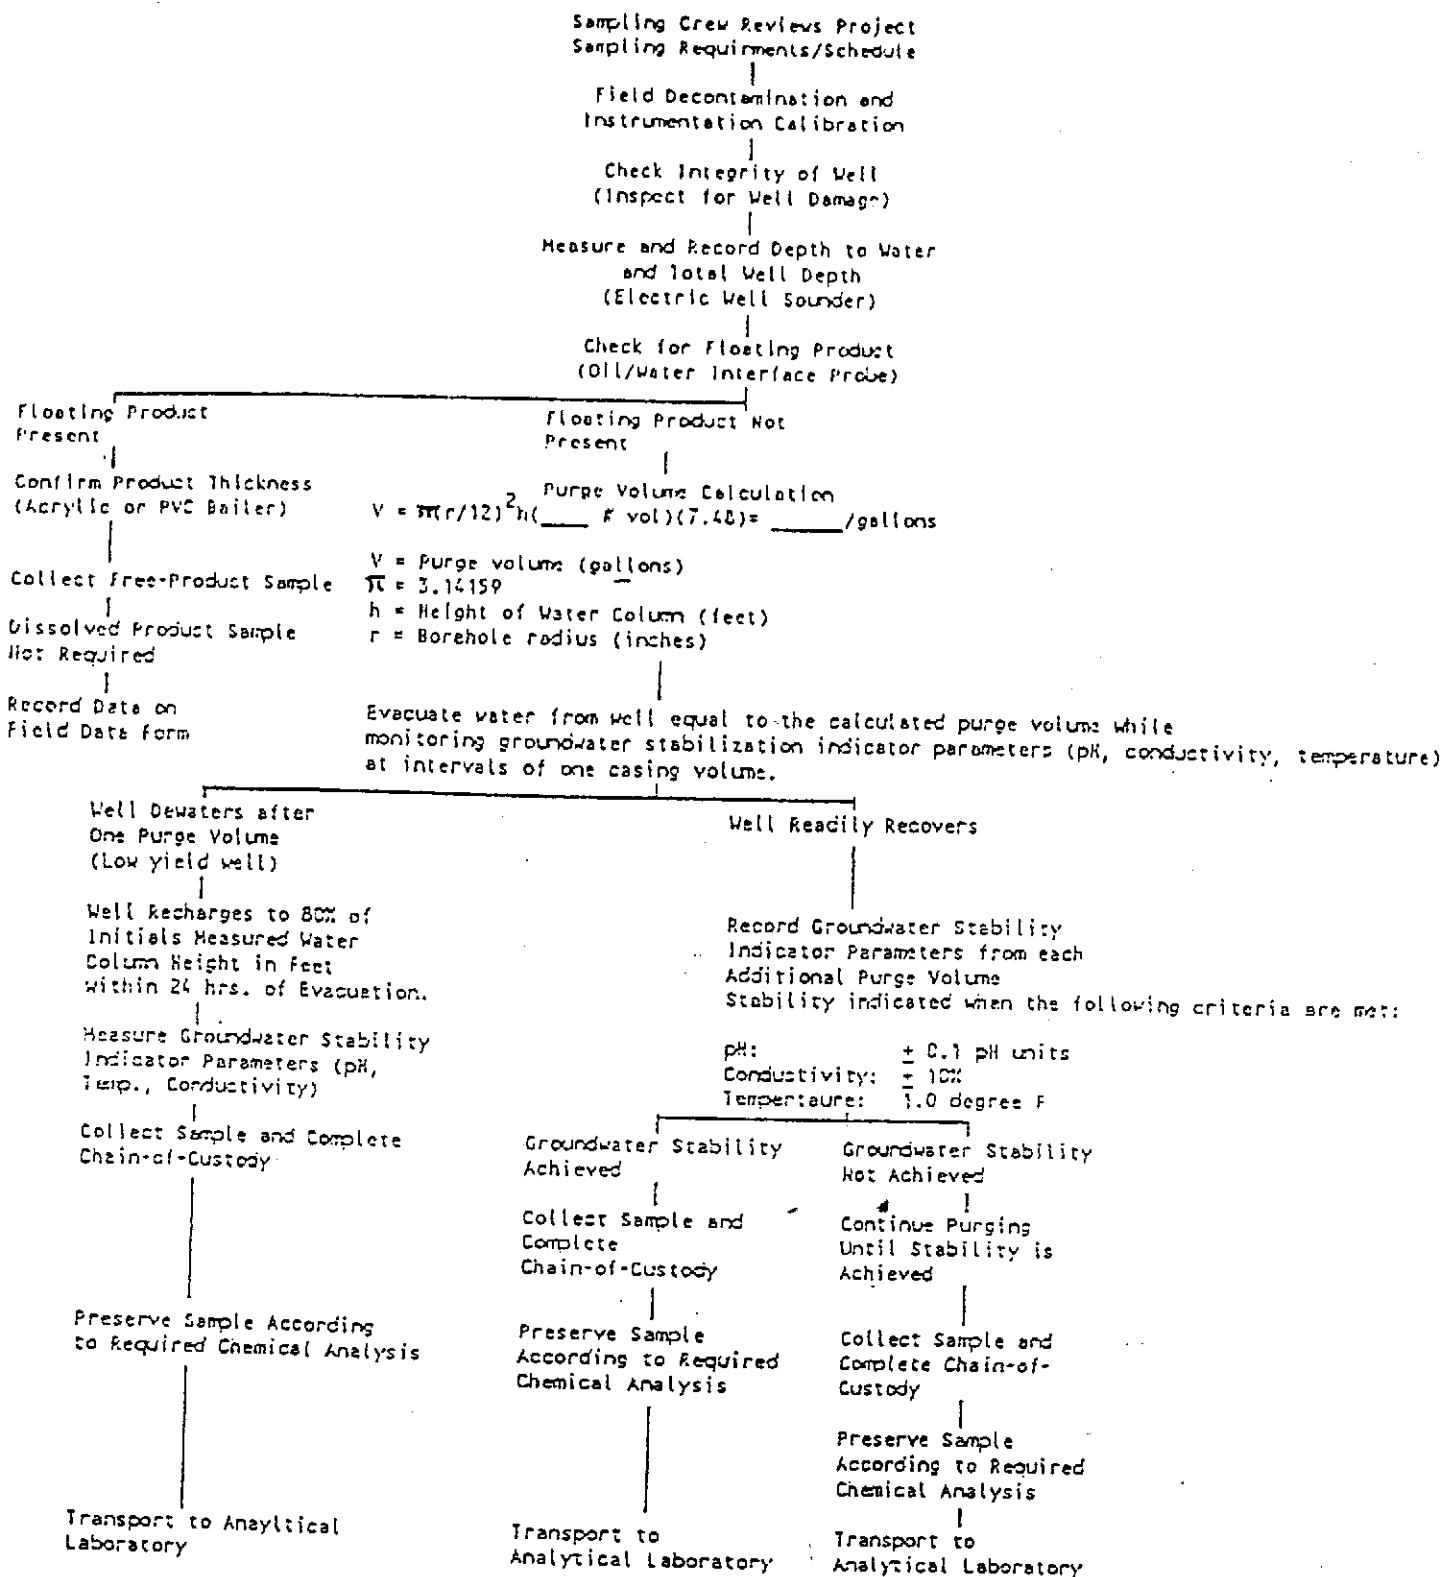 Sampling Crew Reviews Project
Sampling Requirments/Schedule
Field Decontamination and
Instrumentation Calibration
Check Integrity of Well
(Inspect for Well Damage)
Measure and Record Depth to Water
and Total Well Depth
(Electric Well Sounder)
Check for Floating Product
(Oil/Water Interface Probe)
Floating Product
Present
Confirm Product Thickness
(Acrylic or PVC Bailer)
Collect Free-Product Sample
Dissolved Product Sample
Not Required
Record Data on
Field Data Form
Floating Product Not
Present
Purge Volume Calculation
V = π(r/12)²h(____ # vol)(7.48)= ______/gallons
V = Purge volume (gallons)
π = 3.14159
h = Height of Water Column (feet)
r = Borehole radius (inches)
Evacuate water from well equal to the calculated purge volume while
monitoring groundwater stabilization indicator parameters (pH, conductivity, temperature)
at intervals of one casing volume.
Well Dewaters after
One Purge Volume
(Low yield well)
Well Recharges to 80% of
Initials Measured Water
Column Height in Feet
within 24 hrs. of Evacuation.
Measure Groundwater Stability
Indicator Parameters (pH,
Temp., Conductivity)
Collect Sample and Complete
Chain-of-Custody
Preserve Sample According
to Required Chemical Analysis
Transport to Anayltical
Laboratory
Well Readily Recovers
Record Groundwater Stability
Indicator Parameters from each
Additional Purge Volume
Stability indicated when the following criteria are met:
pH: ± 0.1 pH units
Conductivity: ± 10%
Tempertaure: 1.0 degree F
Groundwater Stability
Achieved
Collect Sample and
Complete
Chain-of-Custody
Preserve Sample
According to Required
Chemical Analysis
Transport to
Analytical Laboratory
Groundwater Stability
Not Achieved
Continue Purging
Until Stability is
Achieved
Collect Sample and
Complete Chain-of-
Custody
Preserve Sample
According to Required
Chemical Analysis
Transport to
Analytical Laboratory